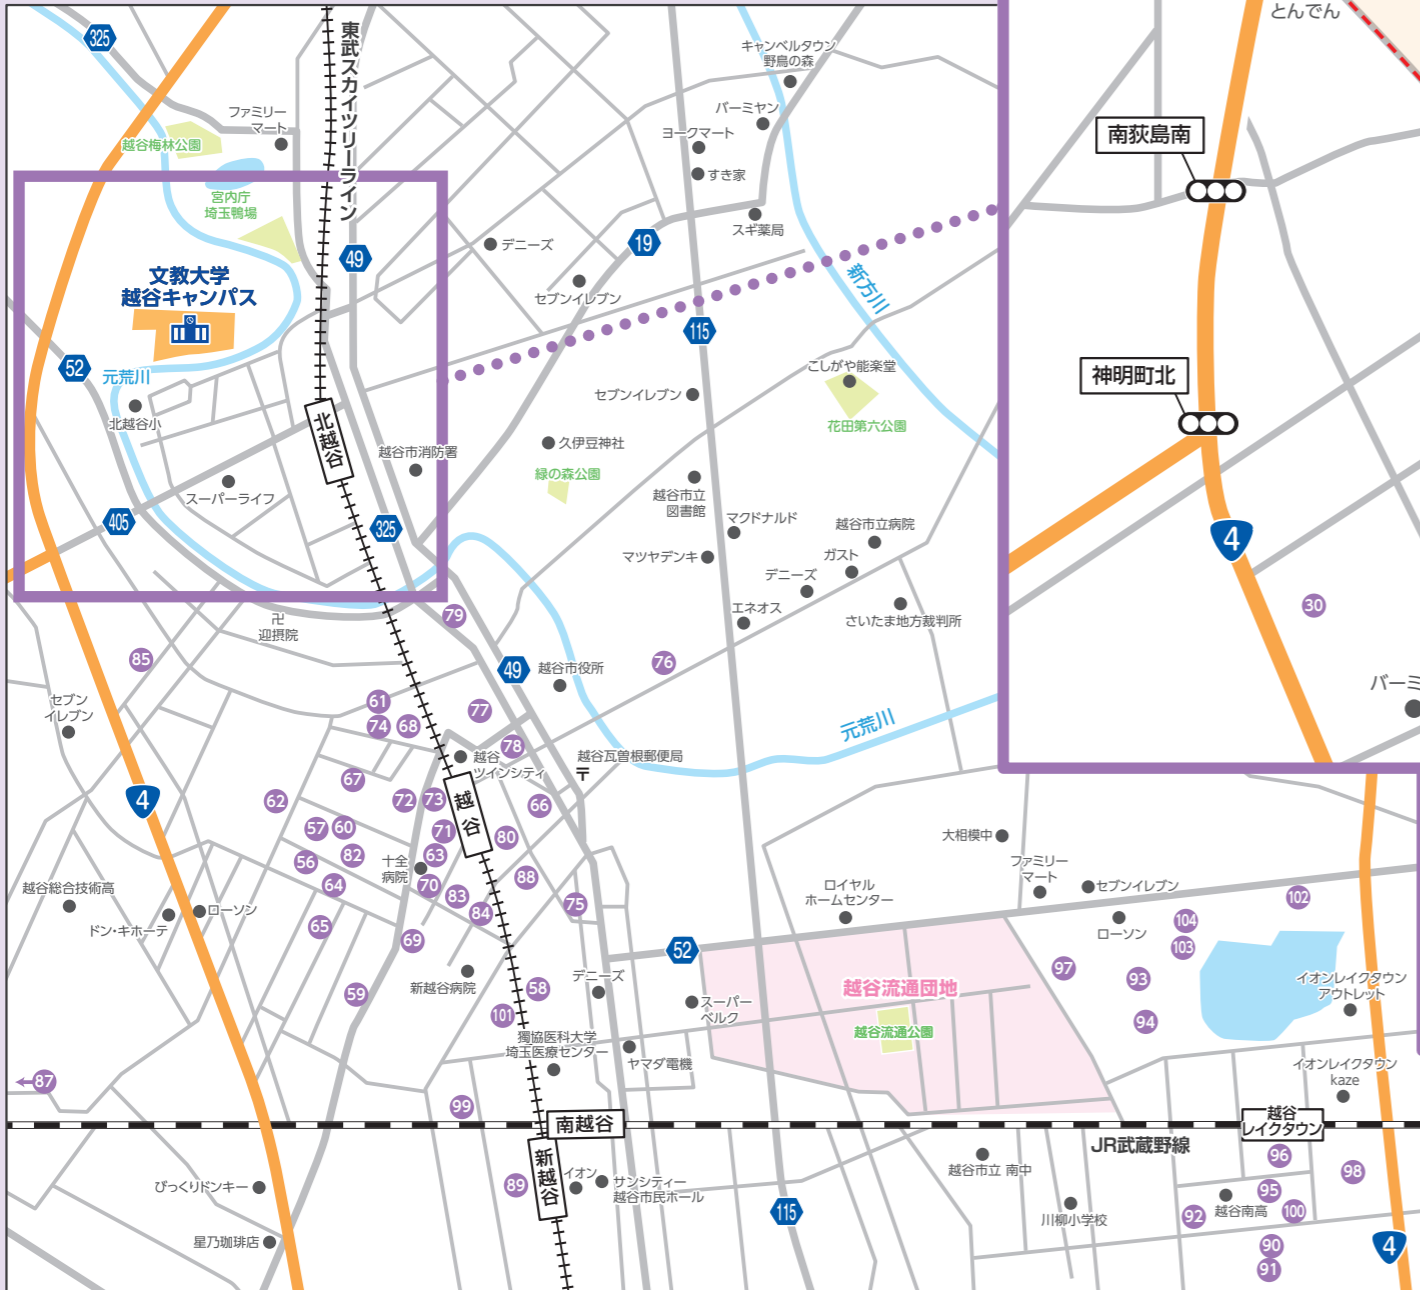 とんでん
325
東武スカイツリーライン
キャンベルタウン
野鳥の森
ファミリー
マート
バーミヤン
越谷梅林公園
ヨークマート
南荻島南
すき家
宮内庁
埼玉鴨場
スギ薬局
デニーズ
19
49
文教大学
越谷キャンパス
セブンイレブン
新方川
115
52
元荒川
こしがや能楽堂
神明町北
セブンイレブン
北越谷小
花田第六公園
北越谷
越谷市消防署
久伊豆神社
緑の森公園
スーパーライフ
越谷市立
図書館
405
325
マクドナルド
越谷市立病院
マツヤデンキ
ガスト
4
デニーズ
エネオス
さいたま地方裁判所
30
79
卍
迎摂院
85
49
越谷市役所
76
バーミ
セブン
イレブン
61
77
74
68
元荒川
78
越谷
ツインシティ
越谷瓦曽根郵便局
〒
67
4
62
72
73
越谷
66
57
60
71
80
大相模中
56
82
63
十全
病院
ファミリー
マート
64
70
88
越谷総合技術高
83
ロイヤル
ホームセンター
セブンイレブン
102
ローソン
84
75
104
ドン・キホーテ
65
ローソン
69
52
103
97
93
新越谷病院
デニーズ
越谷流通団地
イオンレイクタウン
アウトレット
59
58
スーパー
ベルク
101
94
越谷流通公園
獨協医科大学
埼玉医療センター
ヤマダ電機
イオンレイクタウン
kaze
←87
99
南越谷
越谷
レイクタウン
JR武蔵野線
新越谷
越谷市立 南中
96
イオン
98
89
サンシティー
越谷市民ホール
びっくりドンキー
95
越谷南高
100
115
川柳小学校
92
星乃珈琲店
90
4
91